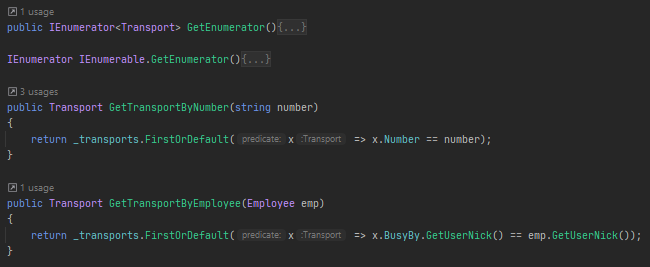 1 usage
public IEnumerator<Transport> GetEnumerator(){...}
IEnumerator IEnumerable.GetEnumerator(){...}
3 usages
public Transport GetTransportByNumber(string number)
{
return _transports.FirstOrDefault( predicate: x :Transport => x.Number == number);
}
1 usage
public Transport GetTransportByEmployee(Employee emp)
{
return _transports.FirstOrDefault( predicate: x :Transport => x.BusyBy.GetUserNick() == emp.GetUserNick());
}